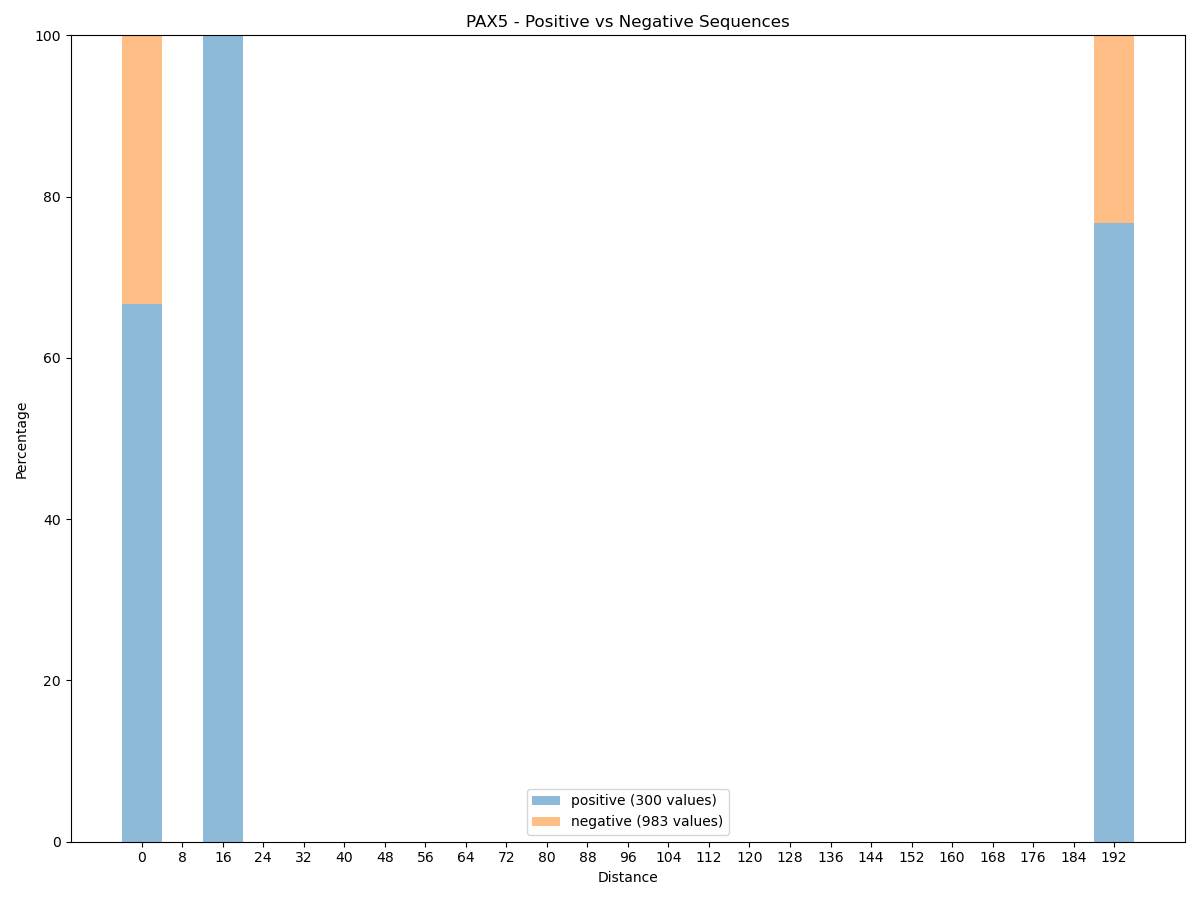 PAX5 - Positive vs Negative Sequences
100
80
60
40
20
0
Percentage
positive (300 values)
negative (983 values)
0 8 16 24 32 40 48 56 64 72 80 88 96 104 112 120 128 136 144 152 160 168 176 184 192
Distance